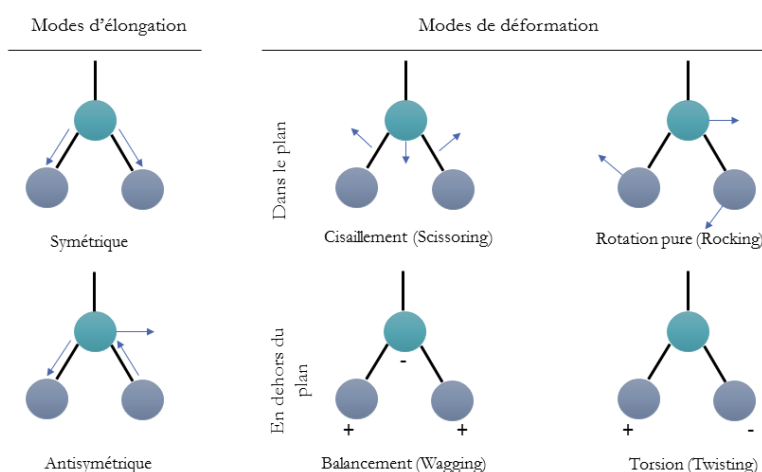 Modes d'élongation
Modes de déformation
Dans le plan
Symétrique
Cisaillement (Scissoring)
Rotation pure (Rocking)
En dehors du
plan
-
+
+
+
-
Antisymétrique
Balancement (Wagging)
Torsion (Twisting)